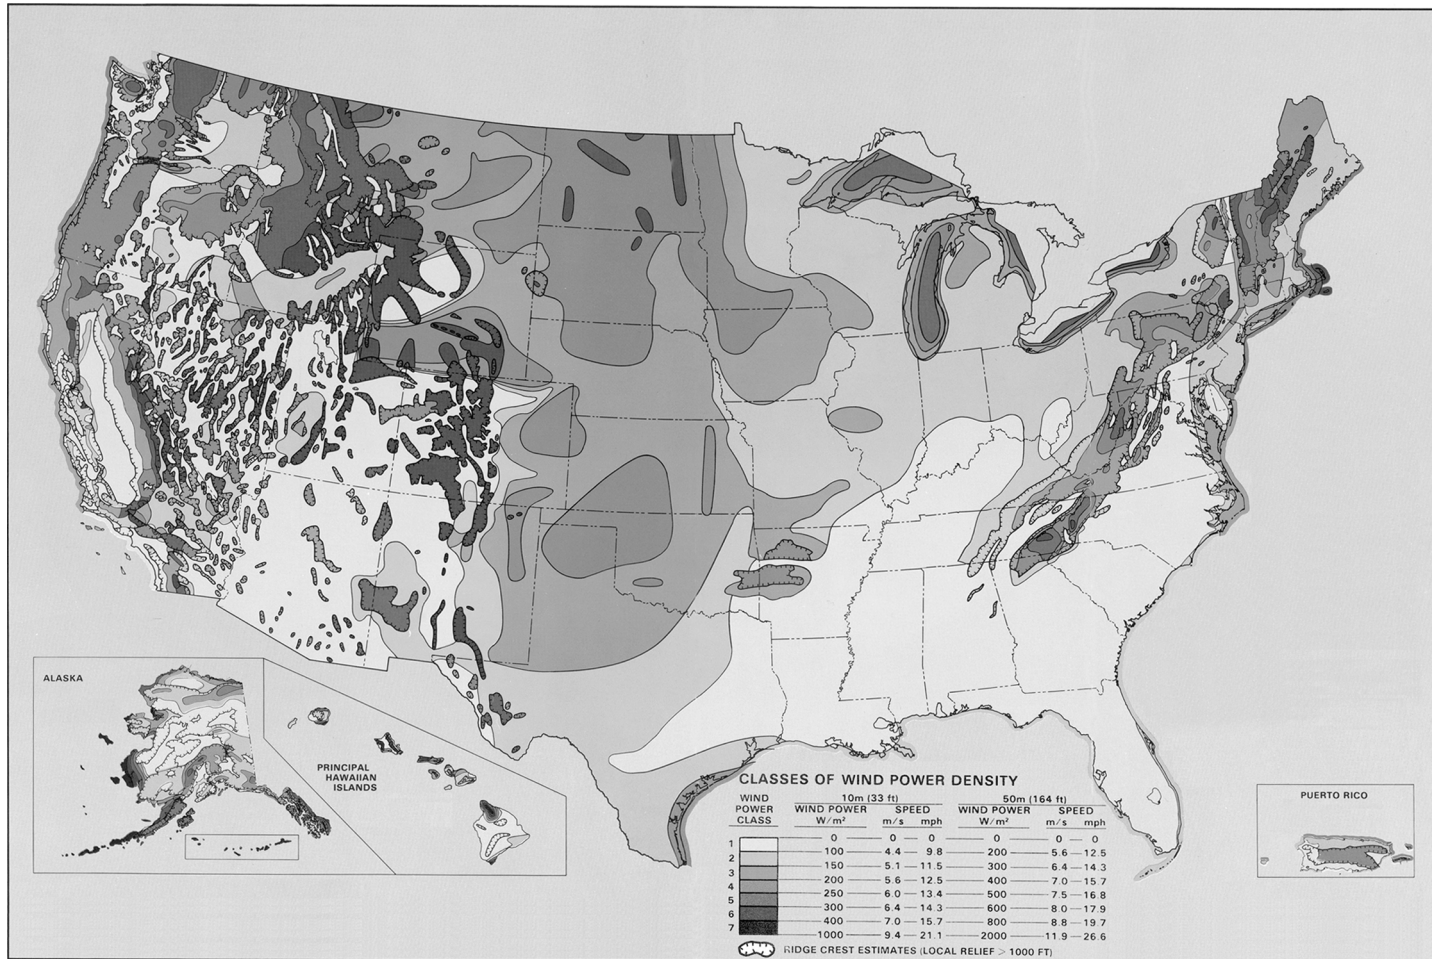 ALASKA
PRINCIPAL
HAWAIIAN
ISLANDS
PUERTO RICO
CLASSES OF WIND POWER DENSITY
WIND POWER CLASS 10m (33 ft) 50m (164 ft)
WIND POWER W/m² SPEED m/s mph WIND POWER W/m² SPEED m/s mph
0 0 0 0 0 0
1
100 4.4 9.8 200 5.6 12.5
2
150 5.1 11.5 300 6.4 14.3
3
200 5.6 12.5 400 7.0 15.7
4
250 6.0 13.4 500 7.5 16.8
5
300 6.4 14.3 600 8.0 17.9
6
400 7.0 15.7 800 8.8 19.7
7
1000 9.4 21.1 2000 11.9 26.6
RIDGE CREST ESTIMATES (LOCAL RELIEF > 1000 FT)